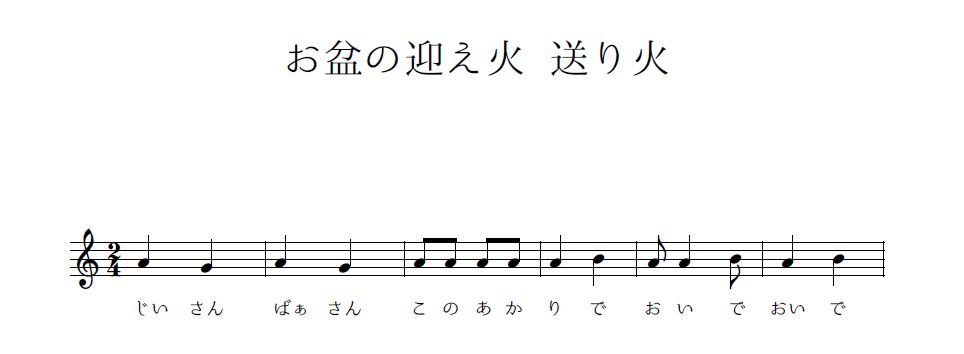 お盆の迎え火 送り火
2
4
じい さん ばぁ さん こ の あ か り で お い で おい で